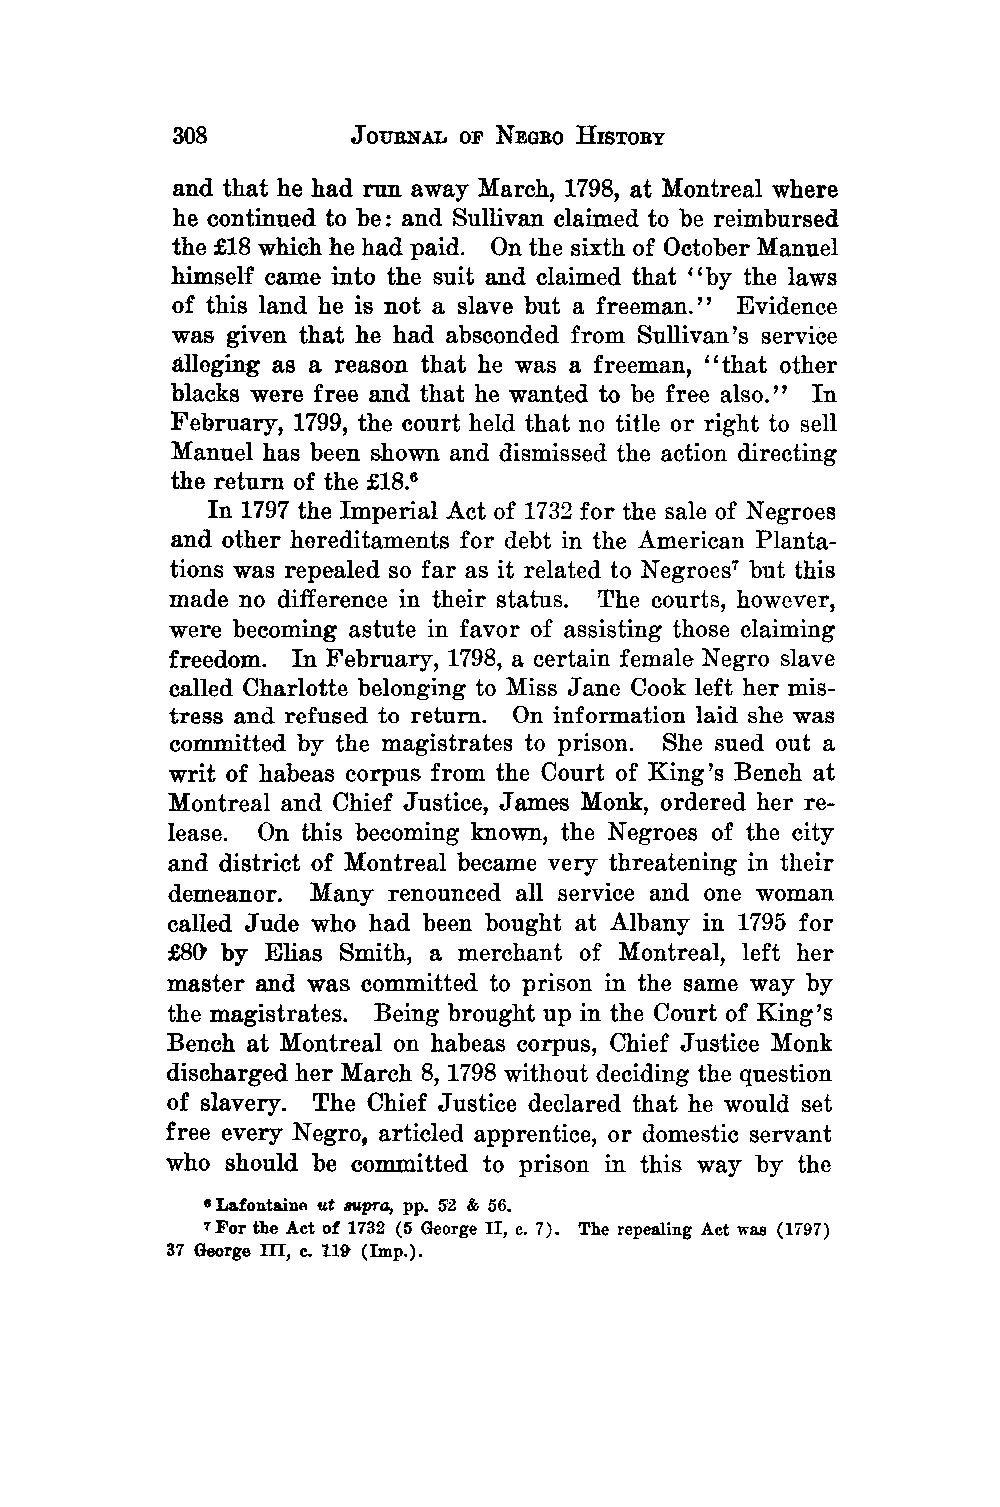 308 JOURNAL OF NEGRO HISTORY
and that he had run away March, 1798, at Montreal where
he continued to be: and Sullivan claimed to be reimbursed
the £18 which he had paid. On the sixth of October Manuel
himself came into the suit and claimed that ‘‘by the laws
of this land he is not a slave but a freeman.’’ Evidence
was given that he had absconded from Sullivan's service
alleging as a reason that he was a freeman, ‘‘that other
blacks were free and that he wanted to be free also.’’ In
February, 1799, the court held that no title or right to sell
Manuel has been shown and dismissed the action directing
the return of the £18.⁶
In 1797 the Imperial Act of 1732 for the sale of Negroes
and other hereditaments for debt in the American Planta-
tions was repealed so far as it related to Negroes⁷ but this
made no difference in their status. The courts, however,
were becoming astute in favor of assisting those claiming
freedom. In February, 1798, a certain female Negro slave
called Charlotte belonging to Miss Jane Cook left her mis-
tress and refused to return. On information laid she was
committed by the magistrates to prison. She sued out a
writ of habeas corpus from the Court of King's Bench at
Montreal and Chief Justice, James Monk, ordered her re-
lease. On this becoming known, the Negroes of the city
and district of Montreal became very threatening in their
demeanor. Many renounced all service and one woman
called Jude who had been bought at Albany in 1795 for
£80 by Elias Smith, a merchant of Montreal, left her
master and was committed to prison in the same way by
the magistrates. Being brought up in the Court of King's
Bench at Montreal on habeas corpus, Chief Justice Monk
discharged her March 8, 1798 without deciding the question
of slavery. The Chief Justice declared that he would set
free every Negro, articled apprentice, or domestic servant
who should be committed to prison in this way by the
⁶ Lafontaine ut supra, pp. 52 & 56.
⁷ For the Act of 1732 (5 George II, c. 7). The repealing Act was (1797)
37 George III, c. 119 (Imp.).